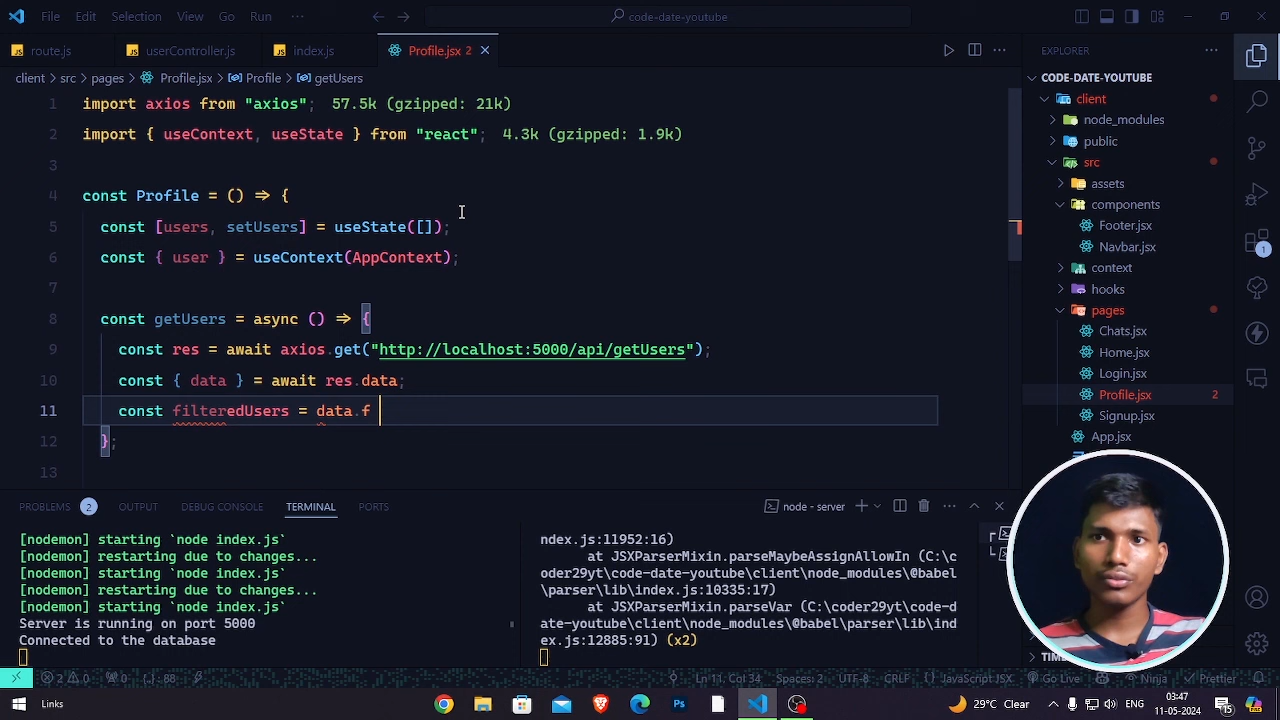 File Edit Selection View Go Run ··· code-date-youtube
route.js userController.js index.js Profile.jsx 2
client > src > pages > Profile.jsx > Profile > getUsers
1 import axios from "axios"; 57.5k (gzipped: 21k)
2 import { useContext, useState } from "react"; 4.3k (gzipped: 1.9k)
3
4 const Profile = () => {
5 const [users, setUsers] = useState([]);
6 const { user } = useContext(AppContext);
7
8 const getUsers = async () => {
9 const res = await axios.get("http://localhost:5000/api/getUsers");
10 const { data } = await res.data;
11 const filteredUsers = data.f
12 };
13
EXPLORER
CODE-DATE-YOUTUBE
client
node_modules
public
src
assets
components
Footer.jsx
Navbar.jsx
context
hooks
pages
Chats.jsx
Home.jsx
Login.jsx
Profile.jsx 2
Signup.jsx
App.jsx
1
PROBLEMS 2 OUTPUT DEBUG CONSOLE TERMINAL PORTS node - server
[nodemon] starting `node index.js`
[nodemon] restarting due to changes...
[nodemon] starting `node index.js`
[nodemon] restarting due to changes...
[nodemon] starting `node index.js`
Server is running on port 5000
Connected to the database
ndex.js:11952:16)
at JSXParserMixin.parseMaybeAssignAllowIn (C:\c
oder29yt\code-date-youtube\client\node_modules\@babel
\parser\lib\index.js:10335:17)
at JSXParserMixin.parseVar (C:\coder29yt\code-d
ate-youtube\client\node_modules\@babel\parser\lib\ind
ex.js:12885:91) (x2)
2 0 0 {..}: .88 Ln 11, Col 34 Spaces: 2 UTF-8 CRLF {} JavaScript JSX Go Live Ninja Prettier
Links 29°C Clear 03:47
11-05-2024